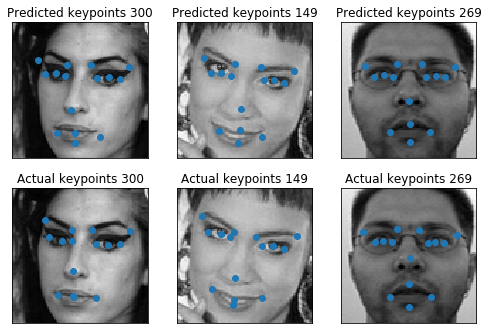 Predicted keypoints 300
Predicted keypoints 149
Predicted keypoints 269
Actual keypoints 300
Actual keypoints 149
Actual keypoints 269